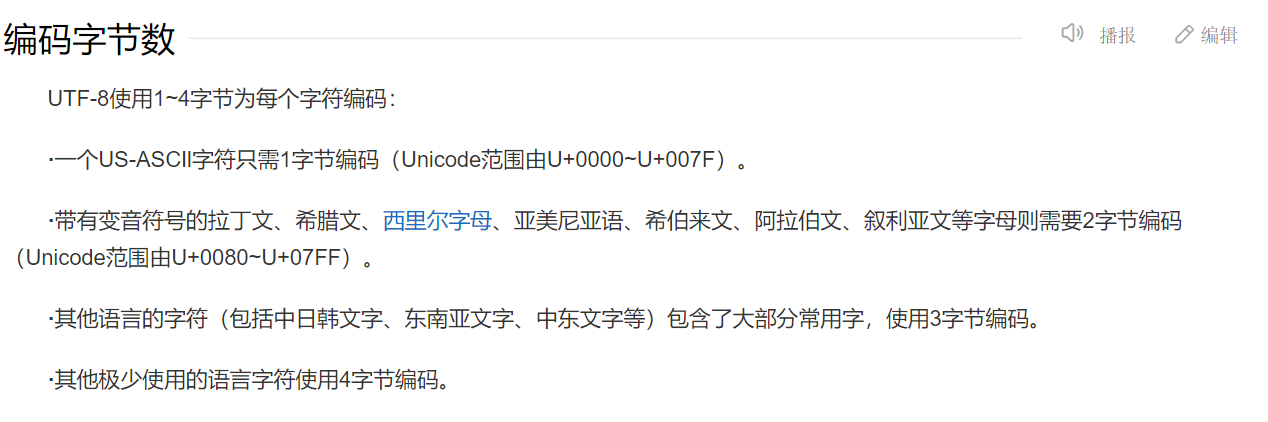 编码字节数
播报
编辑
UTF-8使用1~4字节为每个字符编码：
·一个US-ASCII字符只需1字节编码（Unicode范围由U+0000~U+007F）。
·带有变音符号的拉丁文、希腊文、西里尔字母、亚美尼亚语、希伯来文、阿拉伯文、叙利亚文等字母则需要2字节编码
（Unicode范围由U+0080~U+07FF）。
·其他语言的字符（包括中日韩文字、东南亚文字、中东文字等）包含了大部分常用字，使用3字节编码。
·其他极少使用的语言字符使用4字节编码。